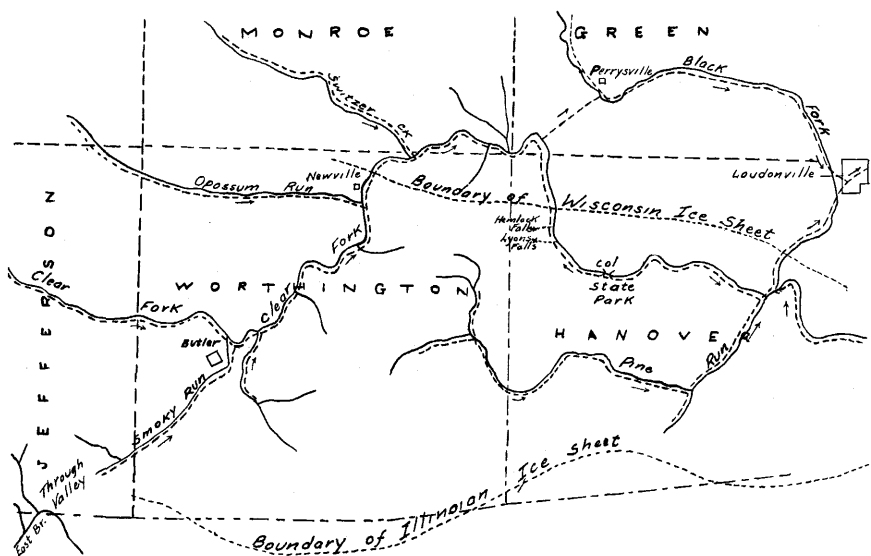 MONROE
GREEN
Perrysville
Black
Fork
Switzer CK
Loudonville
Newville
Opossum Run
Boundary of Wisconsin Ice Sheet
Hemlock
Falls
Lyons
Falls
Fork
Clear
JEFFERSON
WORTHINGTON
Clear
Fork
Col
State
Park
HANOVE R
Butler
Pine
Run
Smoky Run
Through
Valley
East Br.
Boundary of Illinoian Ice Sheet